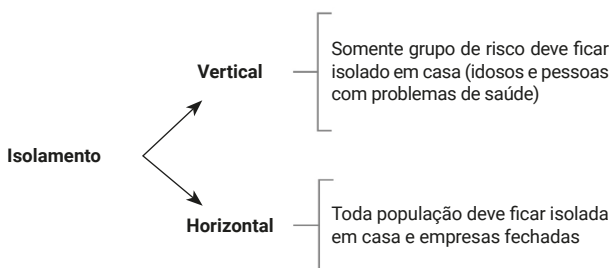 Isolamento
Vertical
Somente grupo de risco deve ficar
isolado em casa (idosos e pessoas
com problemas de saúde)
Horizontal
Toda população deve ficar isolada
em casa e empresas fechadas